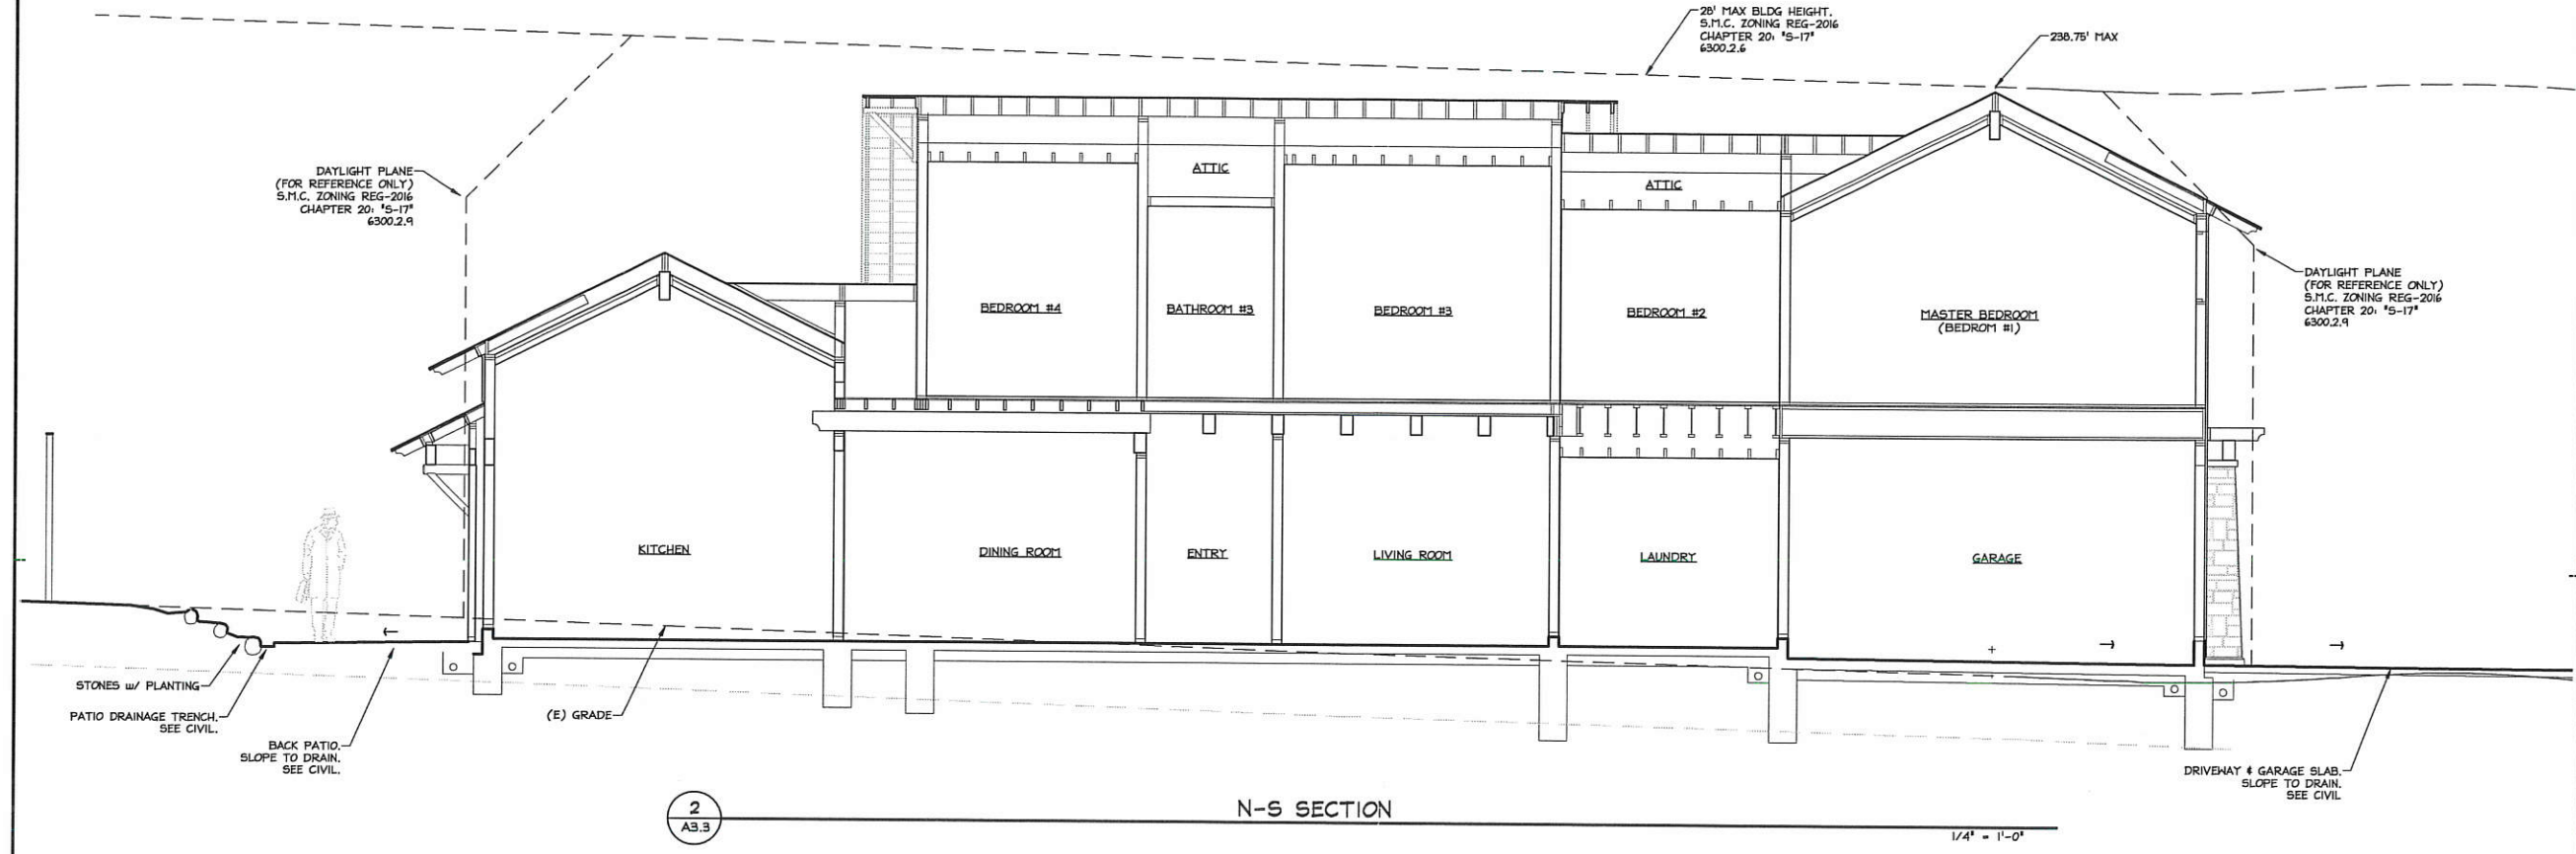 28' MAX BLDG HEIGHT.
S.M.C. ZONING REG-2016
CHAPTER 20: "S-17"
6300.2.6
238.75' MAX
DAYLIGHT PLANE
(FOR REFERENCE ONLY)
S.M.C. ZONING REG-2016
CHAPTER 20: "S-17"
6300.2.9
ATTIC
ATTIC
BEDROOM #4
BATHROOM #3
BEDROOM #3
BEDROOM #2
MASTER BEDROOM
(BEDROM #1)
DAYLIGHT PLANE
(FOR REFERENCE ONLY)
S.M.C. ZONING REG-2016
CHAPTER 20: "S-17"
6300.2.9
KITCHEN
DINING ROOM
ENTRY
LIVING ROOM
LAUNDRY
GARAGE
STONES w/ PLANTING
PATIO DRAINAGE TRENCH.
SEE CIVIL.
BACK PATIO.
SLOPE TO DRAIN.
SEE CIVIL.
(E) GRADE
DRIVEWAY & GARAGE SLAB.
SLOPE TO DRAIN.
SEE CIVIL
2
A3.3
N-S SECTION
1/4" = 1'-0"